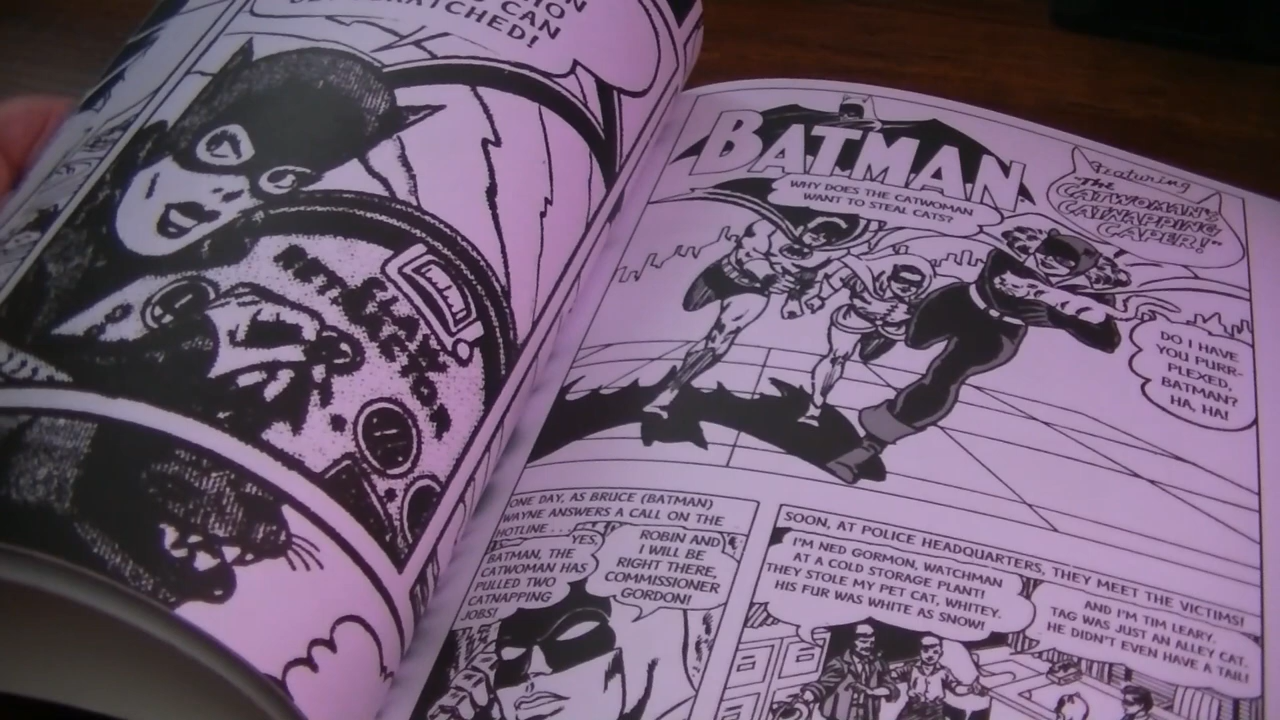 CAN
SCRATCHED!
BATMAN
Featuring
"THE
CATWOMAN'S
CATNAPPING
CAPER!"
WHY DOES THE CATWOMAN
WANT TO STEAL CATS?
DO I HAVE
YOU PURR-
PLEXED,
BATMAN?
HA, HA!
ONE DAY, AS BRUCE (BATMAN)
WAYNE ANSWERS A CALL ON THE
HOTLINE...
YES,
BATMAN, THE
CATWOMAN HAS
PULLED TWO
CATNAPPING
JOBS!
ROBIN AND
I WILL BE
RIGHT THERE,
COMMISSIONER
GORDON!
SOON, AT POLICE HEADQUARTERS, THEY MEET THE VICTIMS!
I'M NED GORMON, WATCHMAN
AT A COLD STORAGE PLANT!
THEY STOLE MY PET CAT, WHITEY.
HIS FUR WAS WHITE AS SNOW!
AND I'M TIM LEARY.
TAG WAS JUST AN ALLEY CAT.
HE DIDN'T EVEN HAVE A TAIL!